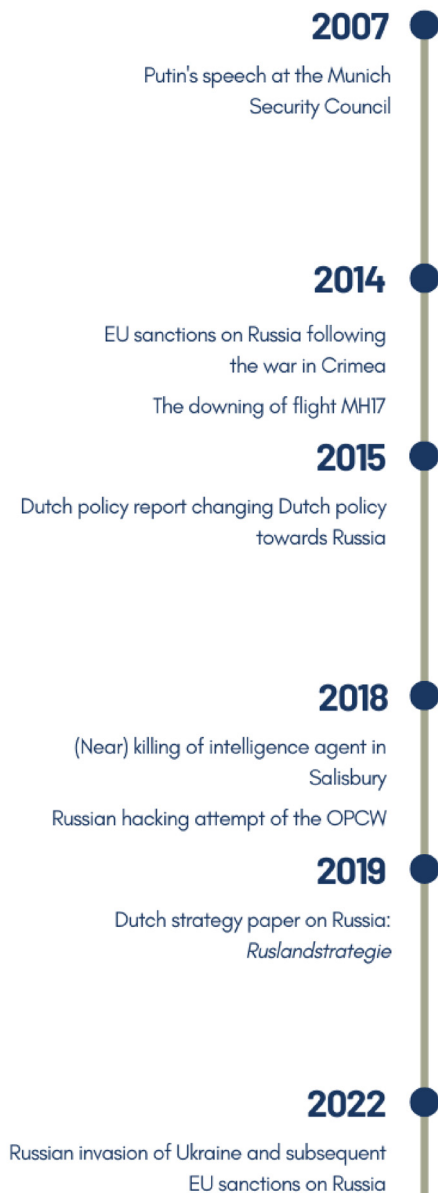 2007
Putin's speech at the Munich
Security Council
2014
EU sanctions on Russia following
the war in Crimea
The downing of flight MH17
2015
Dutch policy report changing Dutch policy
towards Russia
2018
(Near) killing of intelligence agent in
Salisbury
Russian hacking attempt of the OPCW
2019
Dutch strategy paper on Russia:
Ruslandstrategie
2022
Russian invasion of Ukraine and subsequent
EU sanctions on Russia